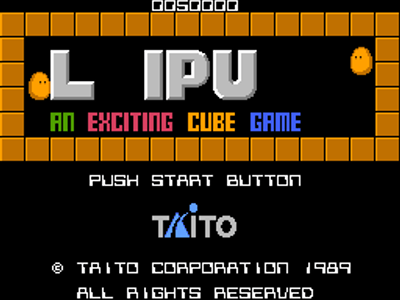 0050000
L IPU
AN EXCITING CUBE GAME
PUSH START BUTTON
TAITO
© TAITO CORPORATION 1989
ALL RIGHTS RESERVED